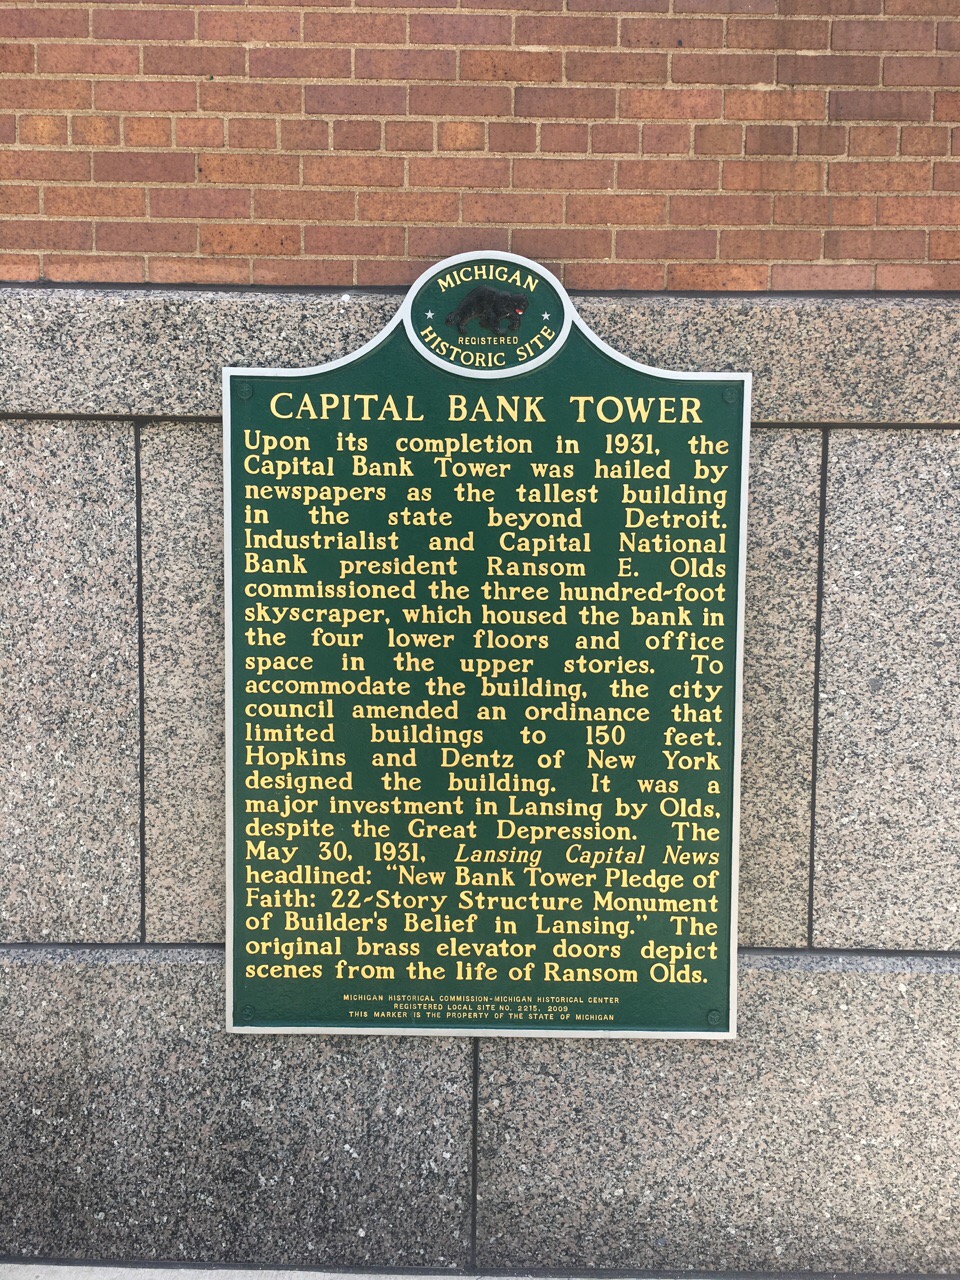 MICHIGAN
REGISTERED
HISTORIC SITE
CAPITAL BANK TOWER
Upon its completion in 1931, the
Capital Bank Tower was hailed by
newspapers as the tallest building
in the state beyond Detroit.
Industrialist and Capital National
Bank president Ransom E. Olds
commissioned the three hundred-foot
skyscraper, which housed the bank in
the four lower floors and office
space in the upper stories. To
accommodate the building, the city
council amended an ordinance that
limited buildings to 150 feet.
Hopkins and Dentz of New York
designed the building. It was a
major investment in Lansing by Olds,
despite the Great Depression. The
May 30, 1931, Lansing Capital News
headlined: “New Bank Tower Pledge of
Faith: 22-Story Structure Monument
of Builder's Belief in Lansing.” The
original brass elevator doors depict
scenes from the life of Ransom Olds.
MICHIGAN HISTORICAL COMMISSION-MICHIGAN HISTORICAL CENTER
REGISTERED LOCAL SITE NO. 2215, 2009
THIS MARKER IS THE PROPERTY OF THE STATE OF MICHIGAN